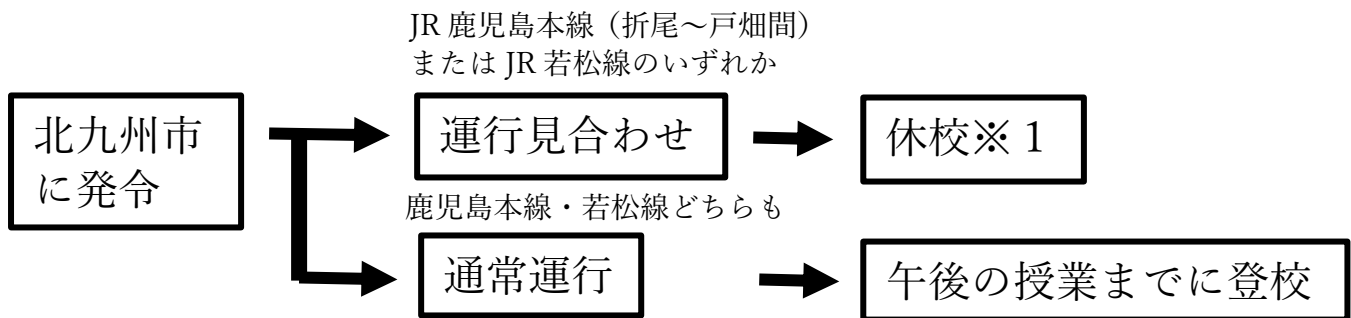 JR 鹿児島本線（折尾～戸畑間）
または JR 若松線のいずれか
北九州市
に発令
運行見合わせ
休校※１
鹿児島本線・若松線どちらも
通常運行
午後の授業までに登校